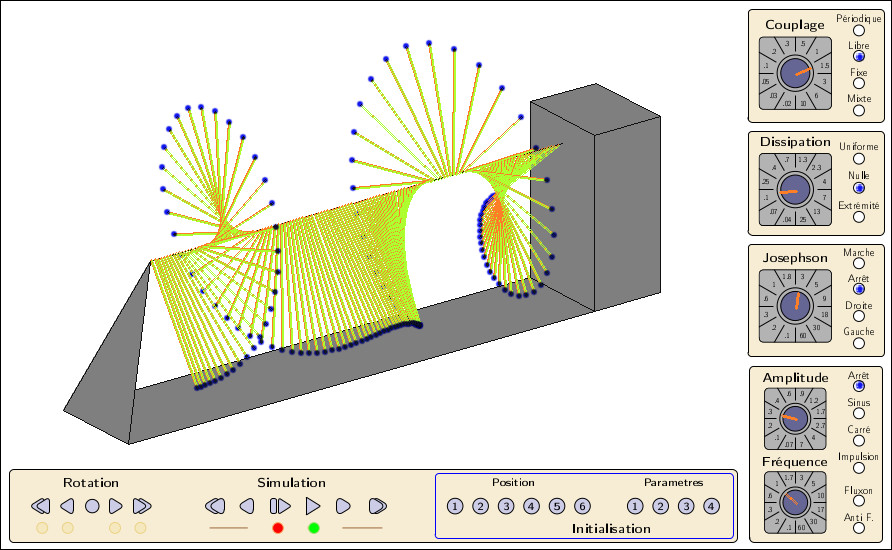 Couplage
Périodique
Libre
Fixe
Mixte
.02 .03 .05 .1 .2 .3 .5 1 1.5 3 6 10
Dissipation
Uniforme
Nulle
Extrémité
.04 .07 .1 .25 .4 .7 1.3 2.3 4 7 13 25
Josephson
Marche
Arrêt
Droite
Gauche
.1 .2 .3 .6 1 1.8 3 5 9 18 30 60
Amplitude
Arrêt
Sinus
Carré
Impulsion
.07 .1 .2 .4 .6 .9 1.2 1.7 2.7 4 7
Fréquence
Fluxon
Anti F.
.1 .2 .3 .6 1 1.7 3 5 10 17 30 60
Rotation
Simulation
Position
1 2 3 4 5 6
Parametres
1 2 3 4
Initialisation